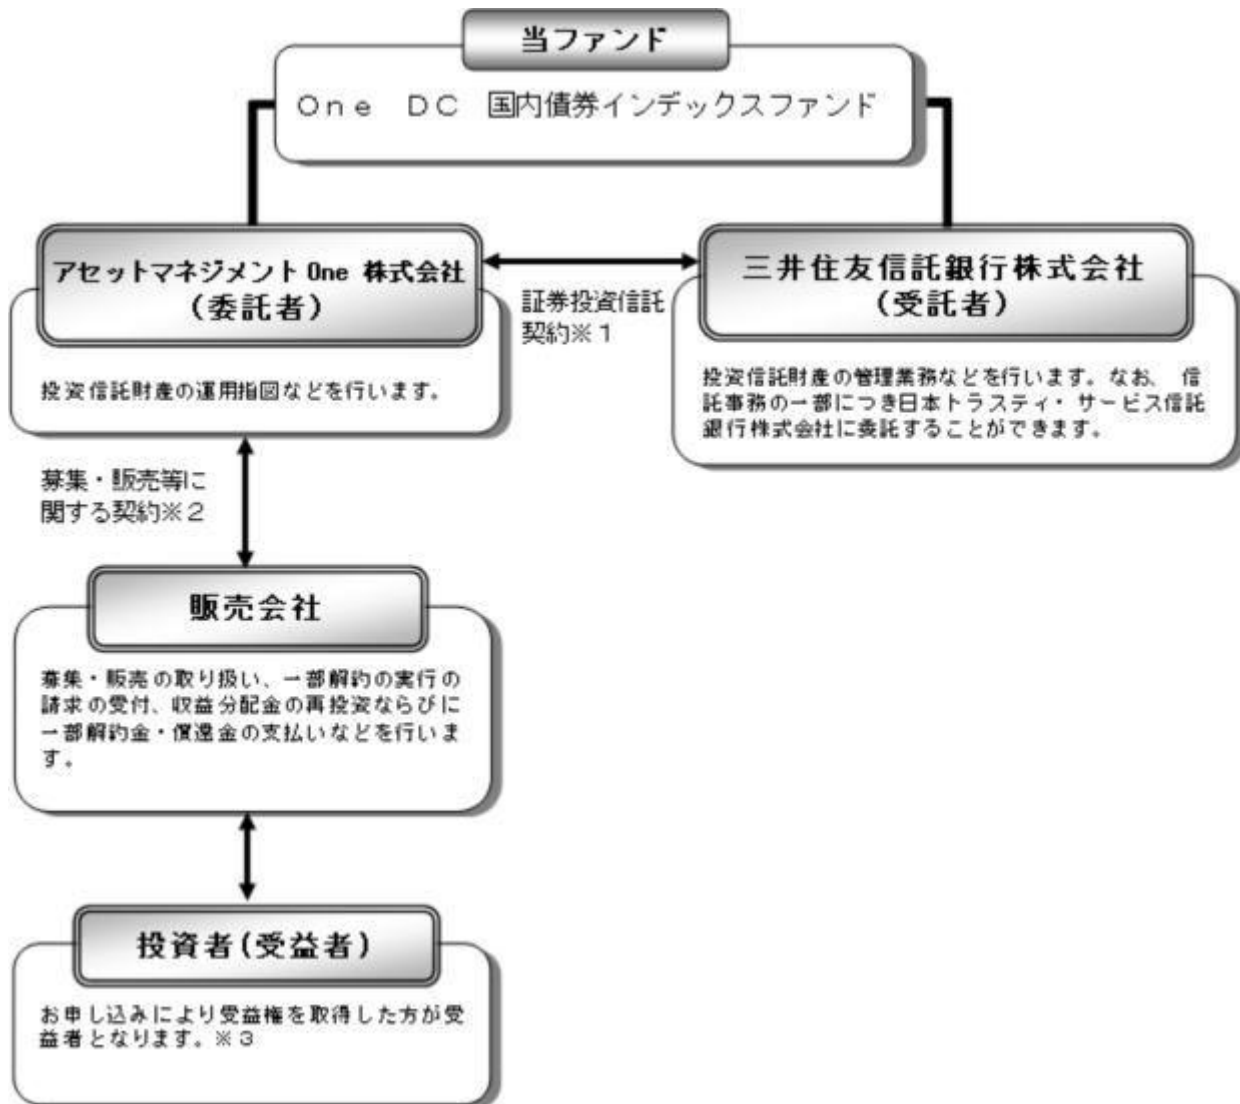 当ファンド
One DC 国内債券インデックスファンド
アセットマネジメントOne 株式会社
(委託者)
投資信託財産の運用指図などを行います。
証券投資信託
契約※1
三井住友信託銀行株式会社
(受託者)
投資信託財産の管理業務などを行います。なお、 信
託事務の一部につき日本トラスティ・サービス信託
銀行株式会社に委託することができます。
募集・販売等に
関する契約※2
販売会社
募集・販売の取り扱い、一部解約の実行の
請求の受付、収益分配金の再投資ならびに
一部解約金・償還金の支払いなどを行いま
す。
投資者(受益者)
お申し込みにより受益権を取得した方が受
益者となります。※3